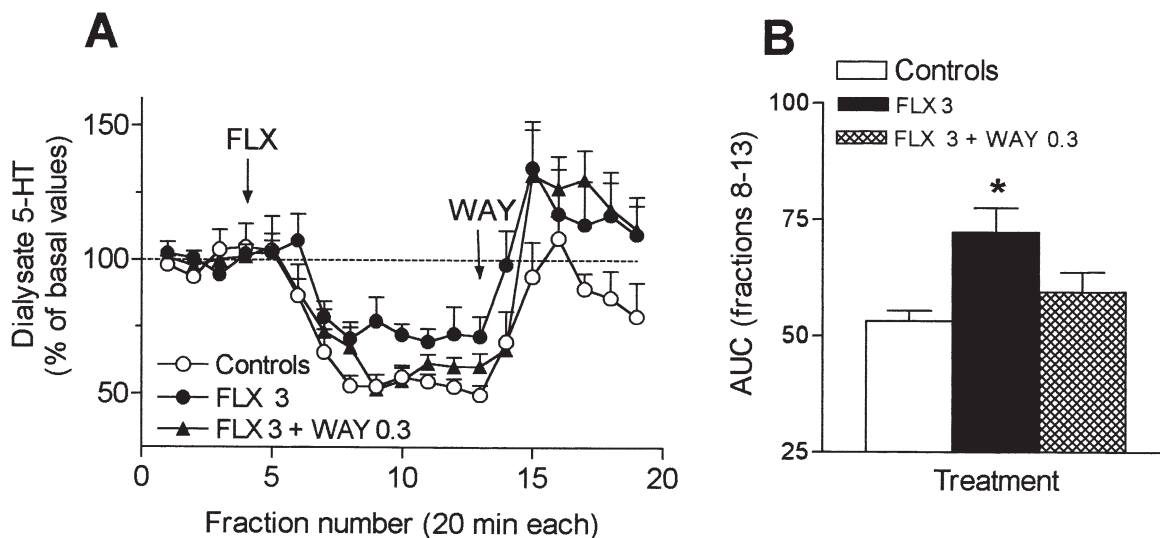 A
Dialysate 5-HT
(% of basal values)
150
100
50
FLX
WAY
Controls
FLX 3
FLX 3 + WAY 0.3
0
5
10
15
20
Fraction number (20 min each)
B
Controls
FLX 3
FLX 3 + WAY 0.3
AUC (fractions 8-13)
100
75
50
25
*
Treatment